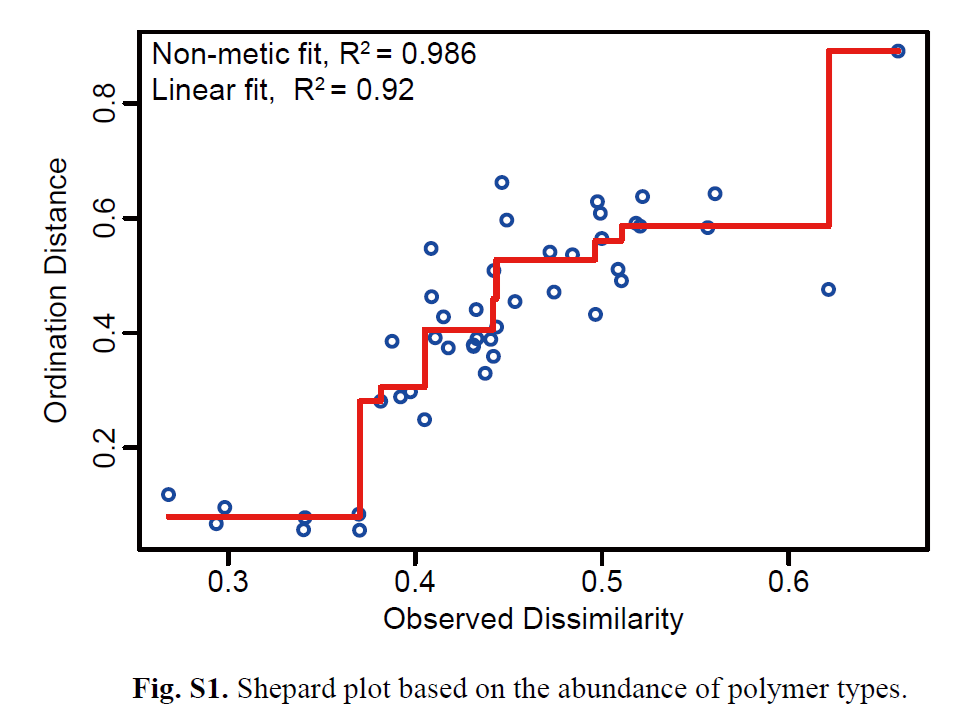 Non-metic fit, R² = 0.986
Linear fit, R² = 0.92
Ordination Distance
0.8
0.6
0.4
0.2
0.3 0.4 0.5 0.6
Observed Dissimilarity
Fig. S1. Shepard plot based on the abundance of polymer types.